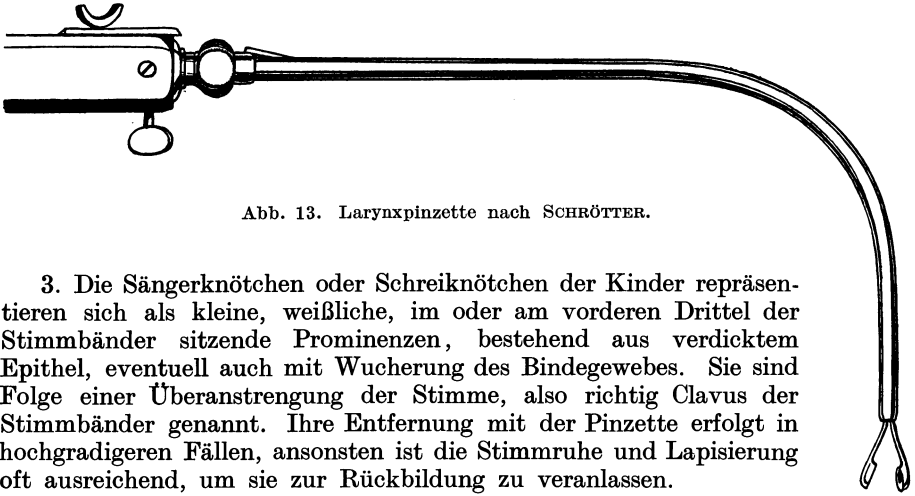 Abb. 13. Larynxpinzette nach SCHRÖTTER.
3. Die Sängerknötchen oder Schreiknötchen der Kinder repräsen-
tieren sich als kleine, weißliche, im oder am vorderen Drittel der
Stimmbänder sitzende Prominenzen, bestehend aus verdicktem
Epithel, eventuell auch mit Wucherung des Bindegewebes. Sie sind
Folge einer Überanstrengung der Stimme, also richtig Clavus der
Stimmbänder genannt. Ihre Entfernung mit der Pinzette erfolgt in
hochgradigeren Fällen, ansonsten ist die Stimmruhe und Lapisierung
oft ausreichend, um sie zur Rückbildung zu veranlassen.